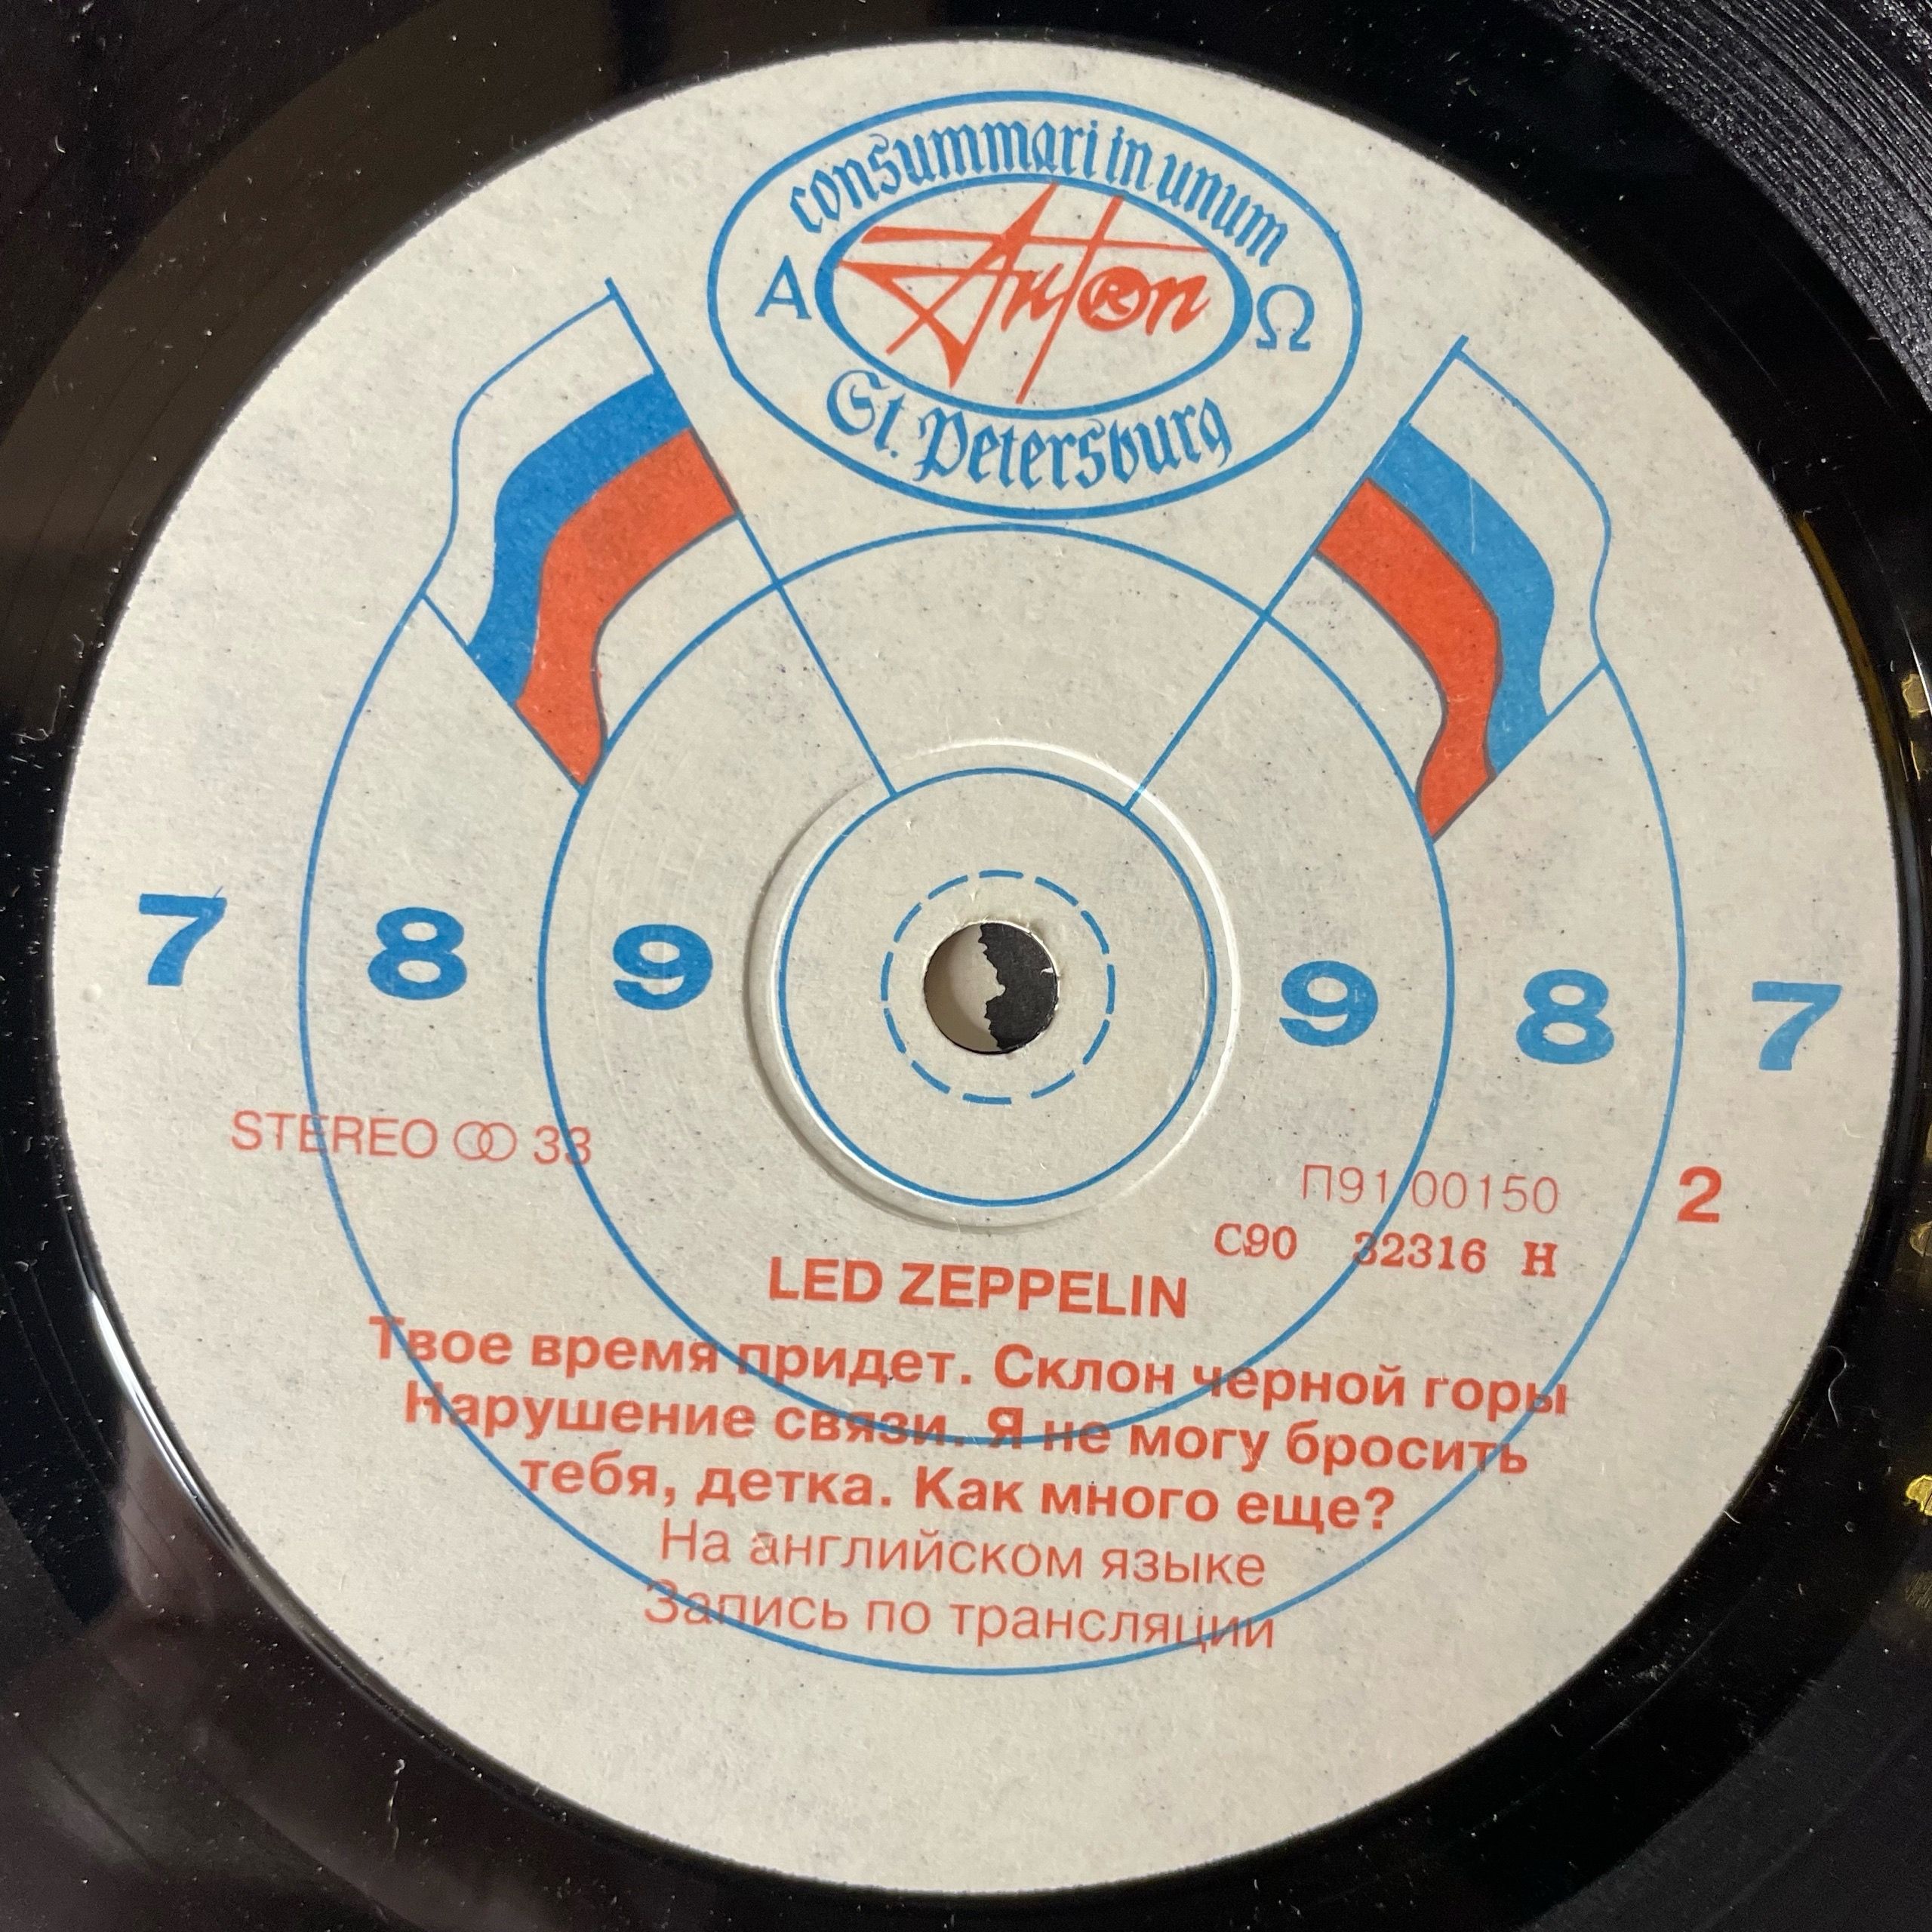 consummari in unum
Α Anton Ω
St. Petersburg
7 8 9 9 8 7
STEREO 33
П91 00150
2
С90 32316 Н
LED ZEPPELIN
Твое время придет. Склон черной горы
Нарушение связи. Я не могу бросить
тебя, детка. Как много еще?
На английском языке
Запись по трансляции